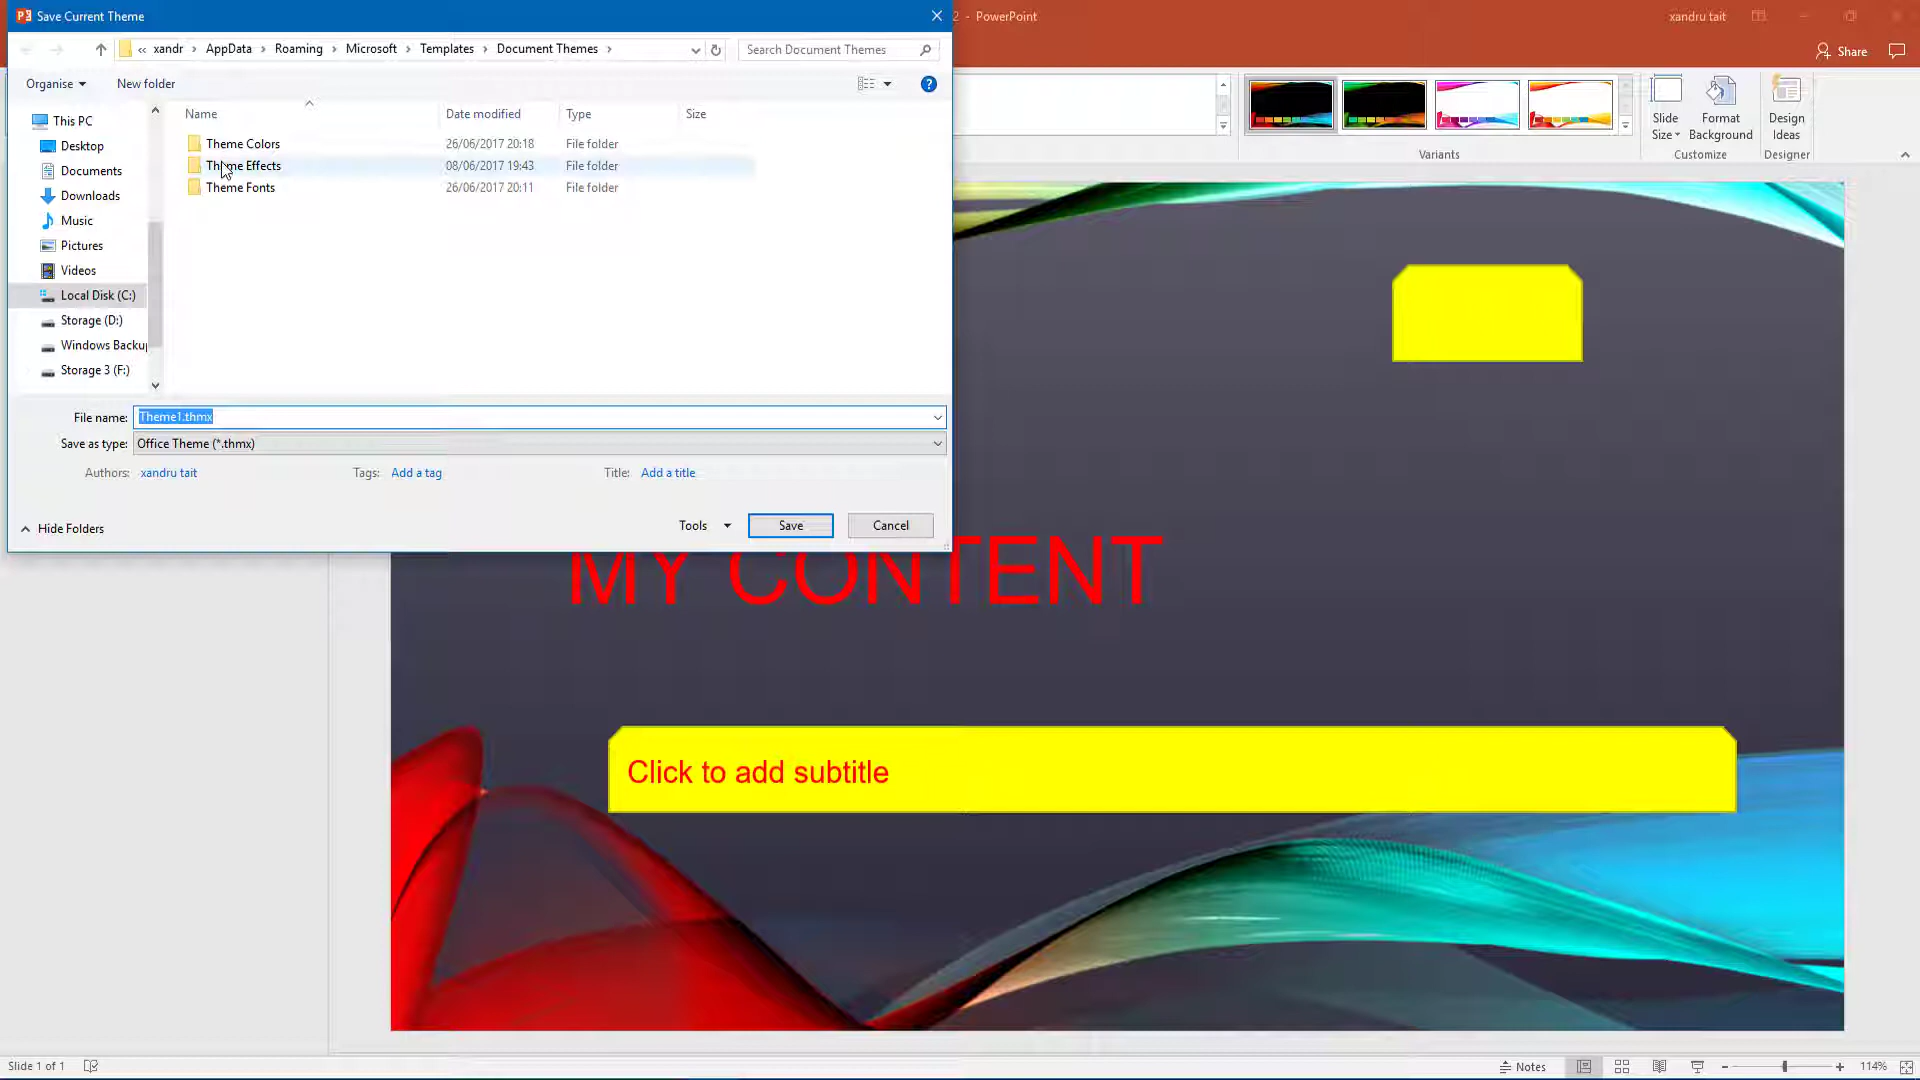 Save Current Theme
2 - PowerPoint
xandru tait
« xandr › AppData › Roaming › Microsoft › Templates › Document Themes ›
Search Document Themes
Share
Organise
New folder
Name
Date modified
Type
Size
This PC
Desktop
Documents
Downloads
Music
Pictures
Videos
Local Disk (C:)
Storage (D:)
Windows Backup
Storage 3 (F:)
Theme Colors 26/06/2017 20:18 File folder
Theme Effects 08/06/2017 19:43 File folder
Theme Fonts 26/06/2017 20:11 File folder
File name: Theme1.thmx
Save as type: Office Theme (*.thmx)
Authors: xandru tait
Tags: Add a tag
Title: Add a title
Hide Folders
Tools
Save
Cancel
Slide Size
Format Background
Design Ideas
Variants
Customize
Designer
MY CONTENT
Click to add subtitle
Slide 1 of 1
Notes
114%